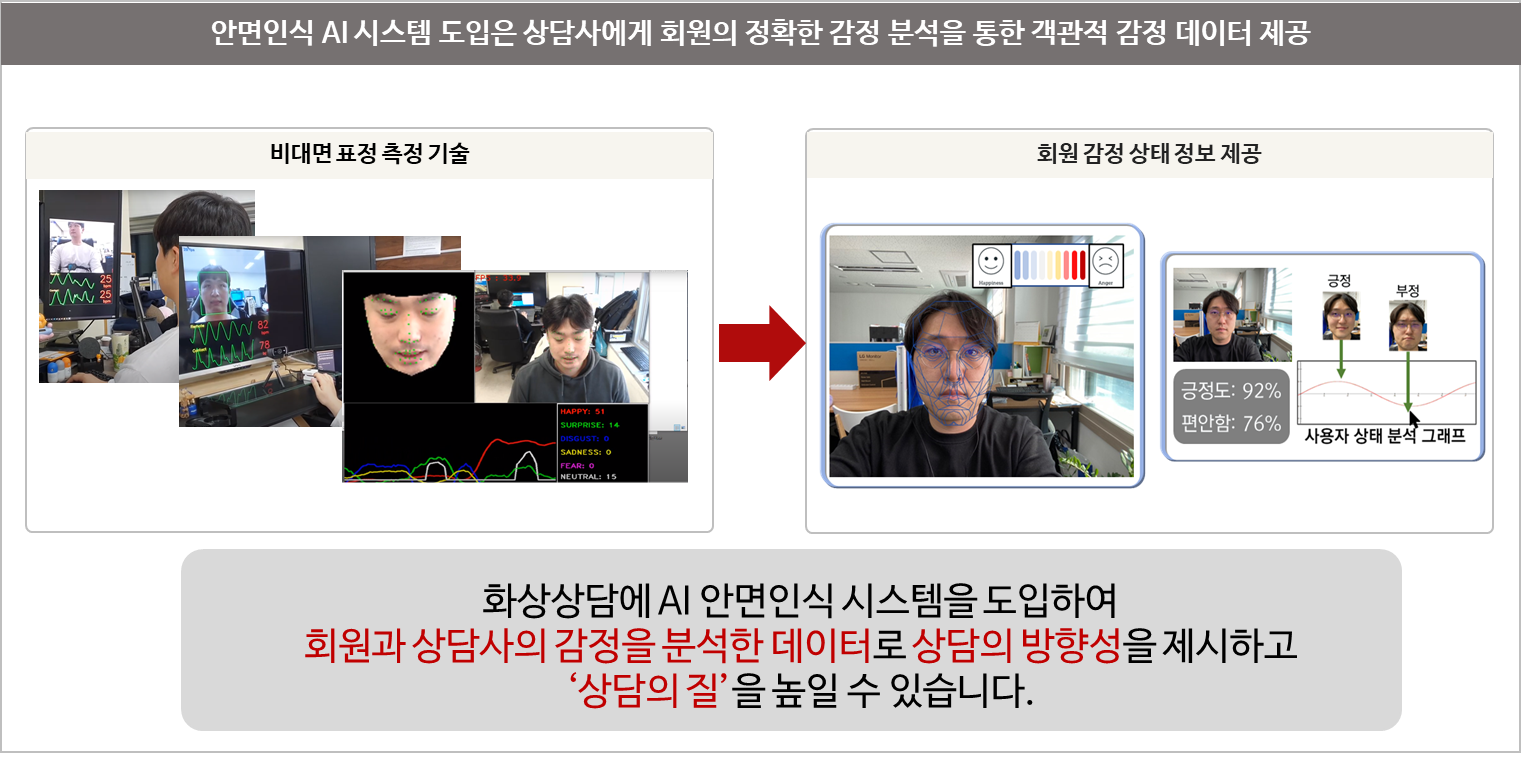 안면인식 AI 시스템 도입은 상담사에게 회원의 정확한 감정 분석을 통한 객관적 감정 데이터 제공
비대면 표정 측정 기술
25
25
82
78
33.9
HAPPY: 51
SURPRISE: 14
DISGUST: 0
SADNESS: 0
FEAR: 0
NEUTRAL: 15
회원 감정 상태 정보 제공
Happiness
Anger
LG Monitor
긍정
부정
긍정도: 92%
편안함: 76%
사용자 상태 분석 그래프
화상상담에 AI 안면인식 시스템을 도입하여
회원과 상담사의 감정을 분석한 데이터로 상담의 방향성을 제시하고
‘상담의 질’을 높일 수 있습니다.